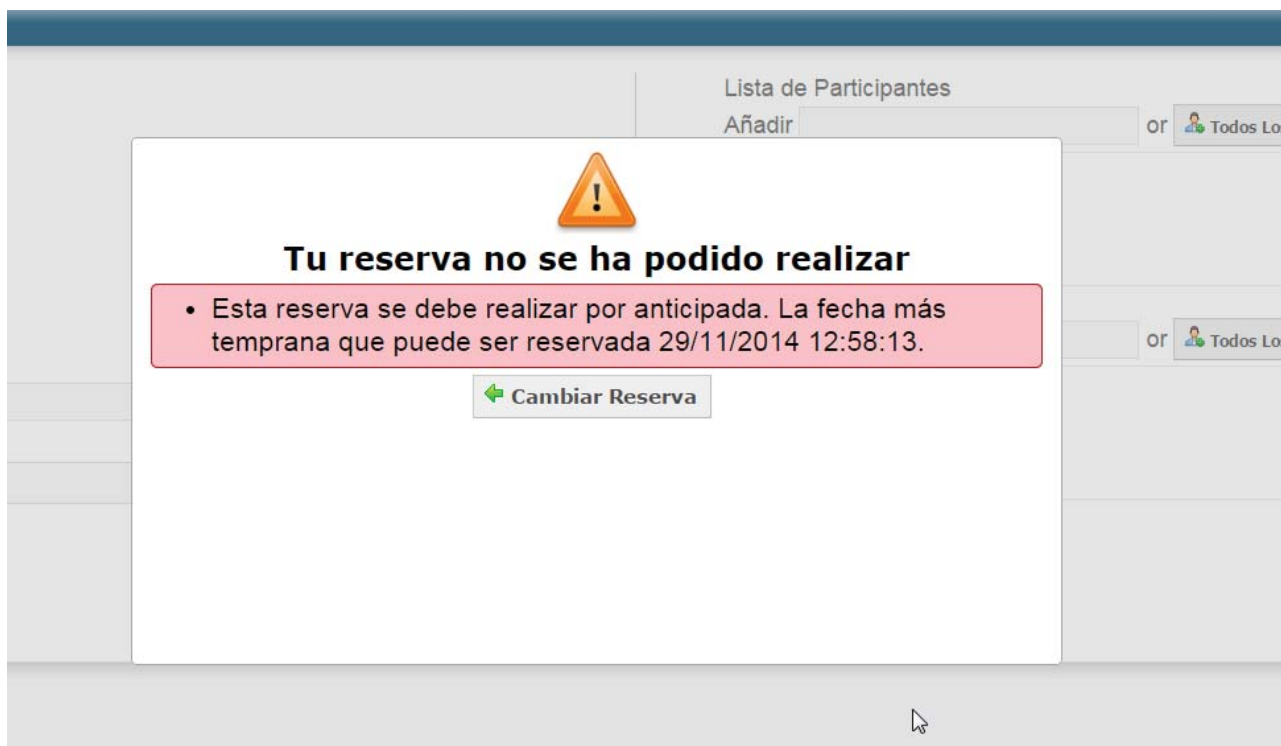 Lista de Participantes
Añadir
or Todos Lo
Tu reserva no se ha podido realizar
• Esta reserva se debe realizar por anticipada. La fecha más
temprana que puede ser reservada 29/11/2014 12:58:13.
or Todos Lo
Cambiar Reserva